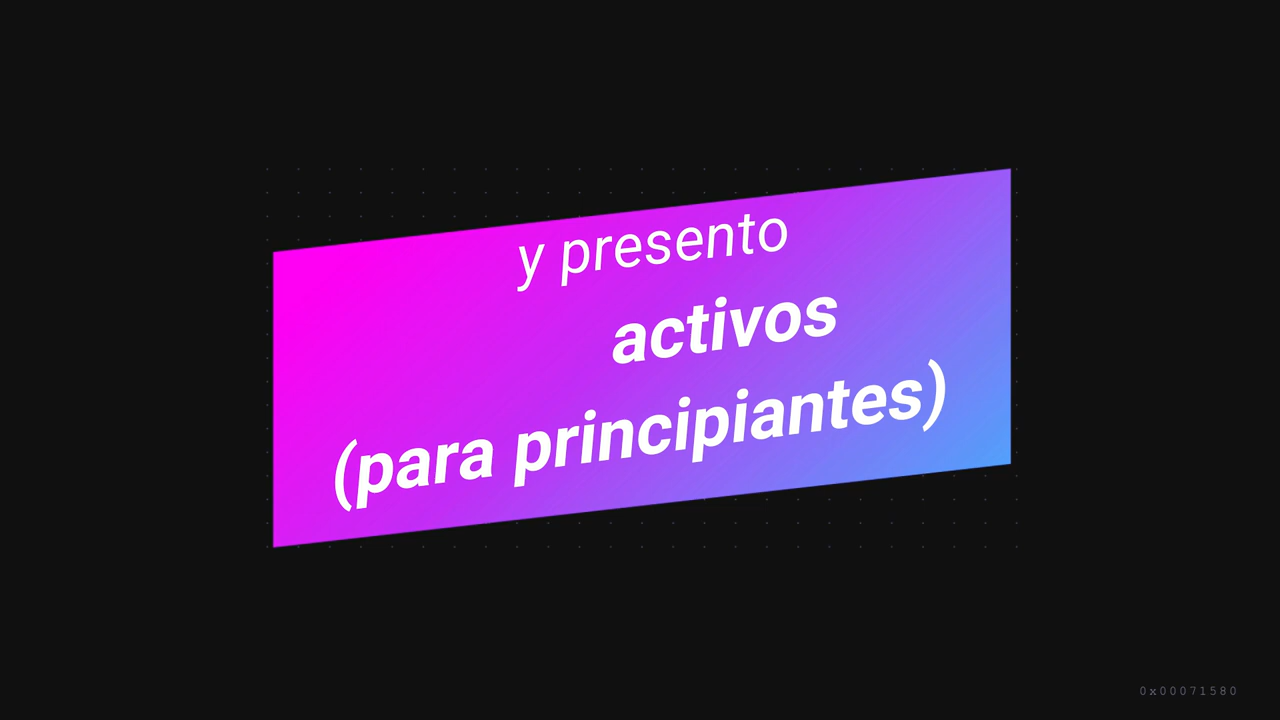 y presento
activos
(para principiantes)
0x00071580